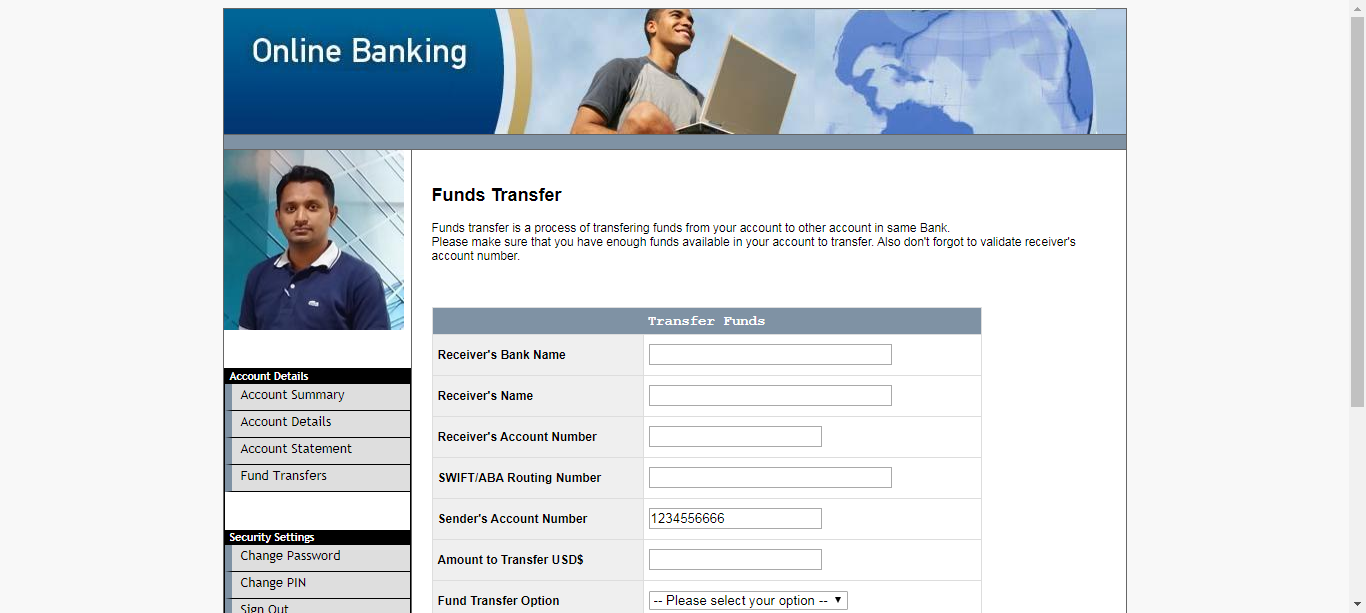 Online Banking
Account Details
Account Summary
Account Details
Account Statement
Fund Transfers
Security Settings
Change Password
Change PIN
Sign Out
Funds Transfer
Funds transfer is a process of transfering funds from your account to other account in same Bank.
Please make sure that you have enough funds available in your account to transfer. Also don't forgot to validate receiver's
account number.
Transfer Funds
Receiver's Bank Name
Receiver's Name
Receiver's Account Number
SWIFT/ABA Routing Number
Sender's Account Number 1234556666
Amount to Transfer USD$
Fund Transfer Option -- Please select your option --